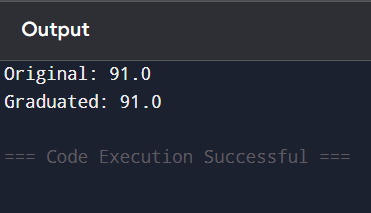 Output
Original: 91.0
Graduated: 91.0
=== Code Execution Successful ===